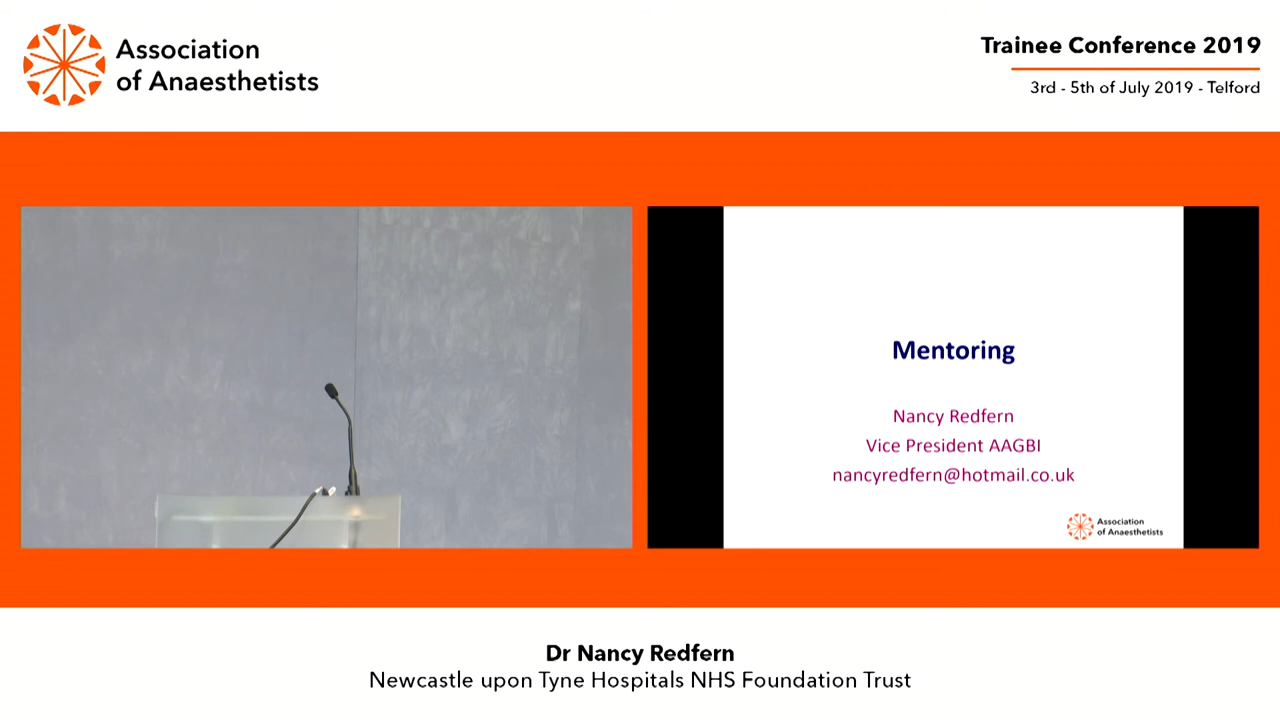 Association
of Anaesthetists
Trainee Conference 2019
3rd - 5th of July 2019 - Telford
Mentoring
Nancy Redfern
Vice President AAGBI
nancyredfern@hotmail.co.uk
Association
of Anaesthetists
Dr Nancy Redfern
Newcastle upon Tyne Hospitals NHS Foundation Trust